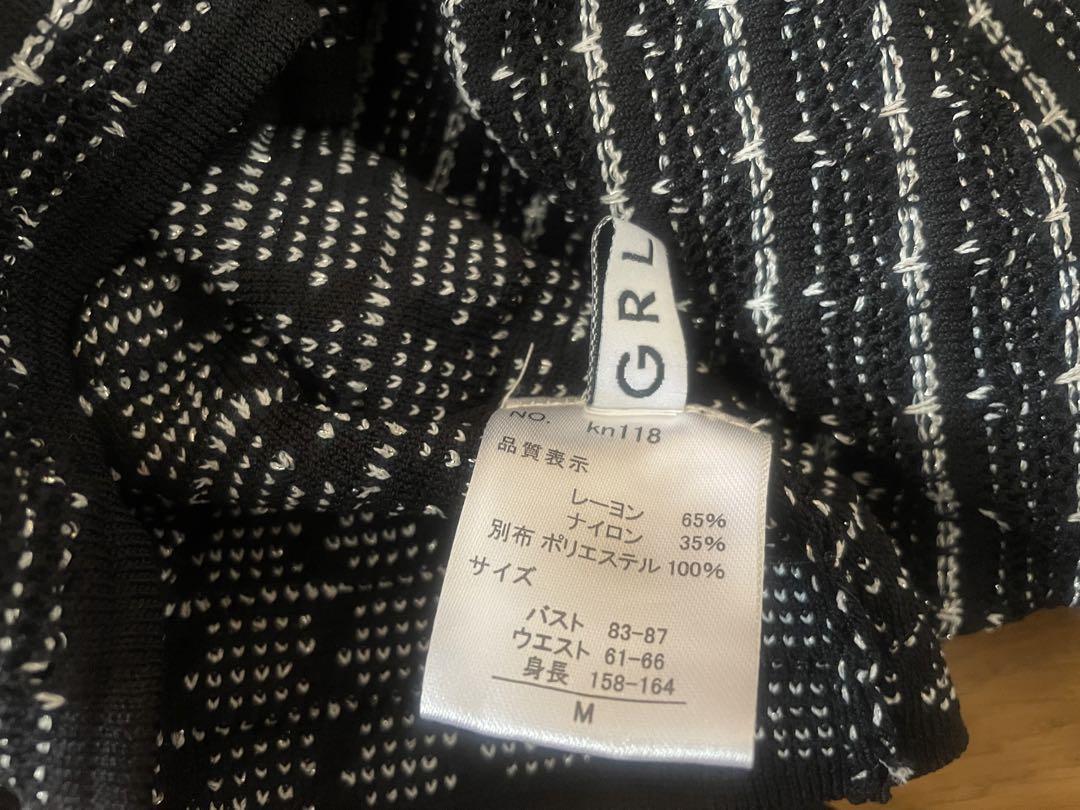 GRL
NO. kn118
品質表示
レーヨン 65%
ナイロン 35%
別布 ポリエステル 100%
サイズ
バスト 83-87
ウエスト 61-66
身長 158-164
M